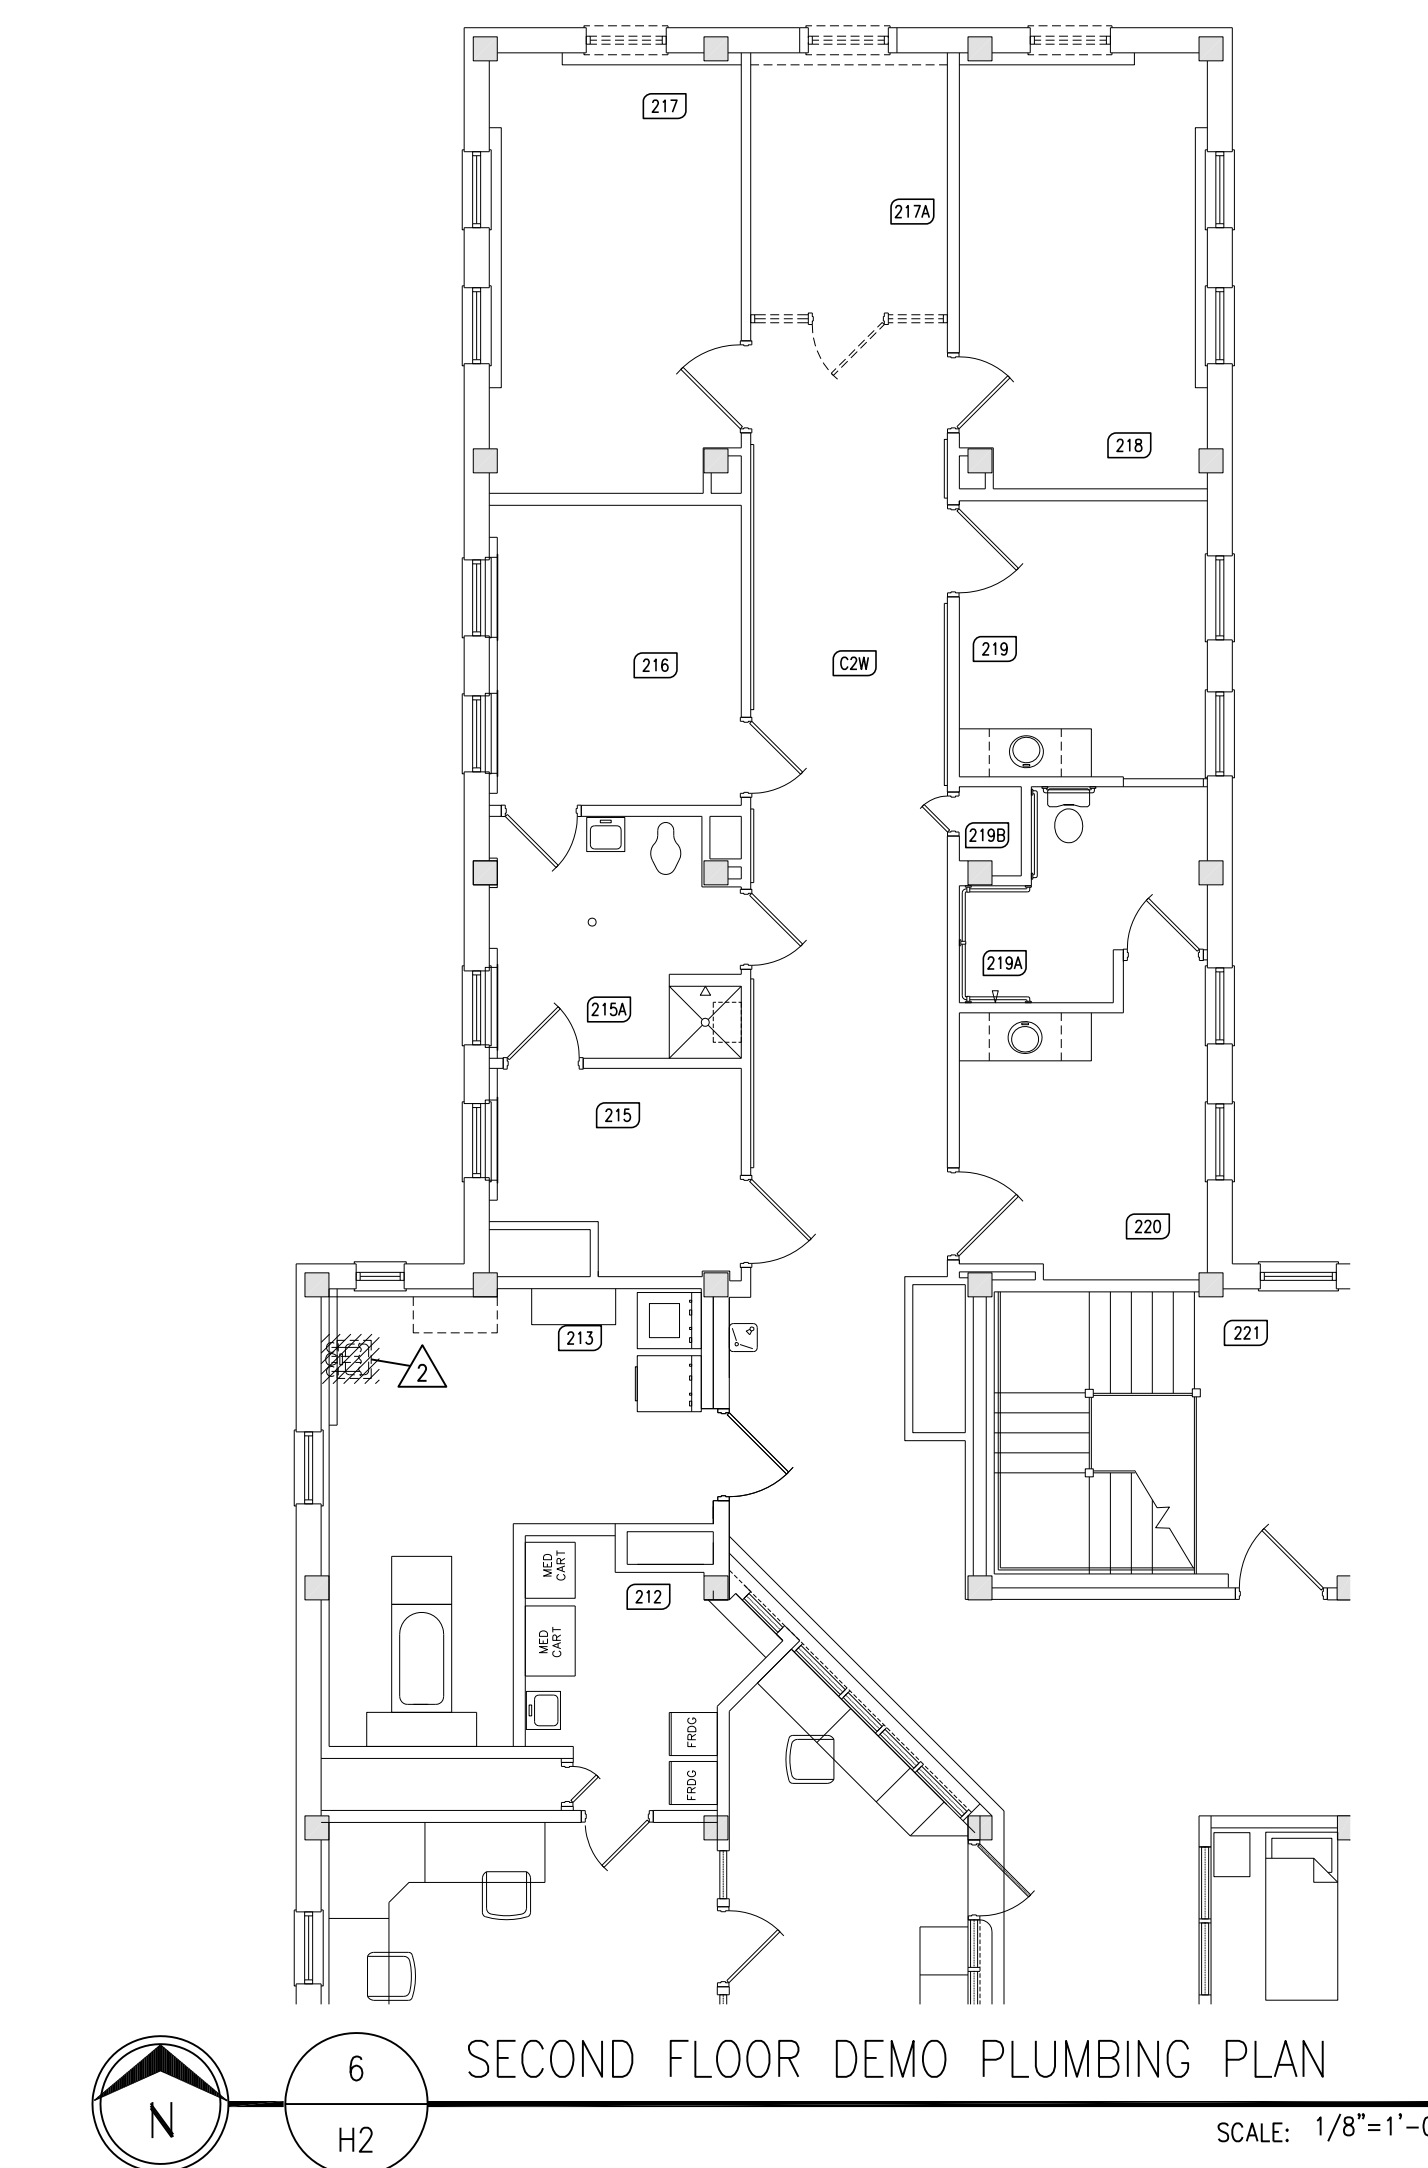 217
217A
218
216
C2W
219
219B
219A
215A
215
220
213
221
2
MED
CART
212
MED
CART
FRDG
FRDG
6
H2
N
SECOND FLOOR DEMO PLUMBING PLAN
SCALE: 1/8"=1'-0